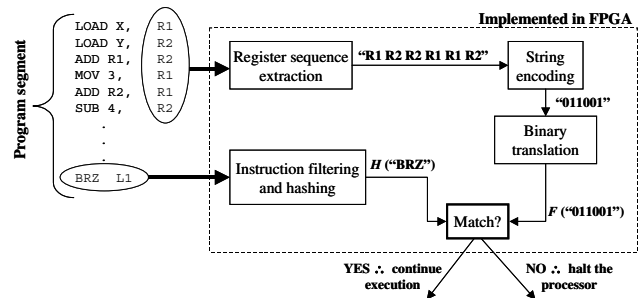 Implemented in FPGA
Program segment
LOAD X, R1
LOAD Y, R2
ADD R1, R2
MOV 3, R1
ADD R2, R1
SUB 4, R2
.
.
.
BRZ L1
Register sequence
extraction
“R1 R2 R2 R1 R1 R2”
String
encoding
“011001”
Binary
translation
Instruction filtering
and hashing
H (“BRZ”)
F (“011001”)
Match?
YES ∴ continue
execution
NO ∴ halt the
processor